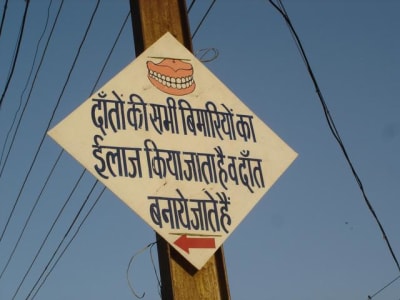 दाँतों की सभी बिमारियों का
ईलाज किया जाता है व दाँत
बनाये जाते हैं